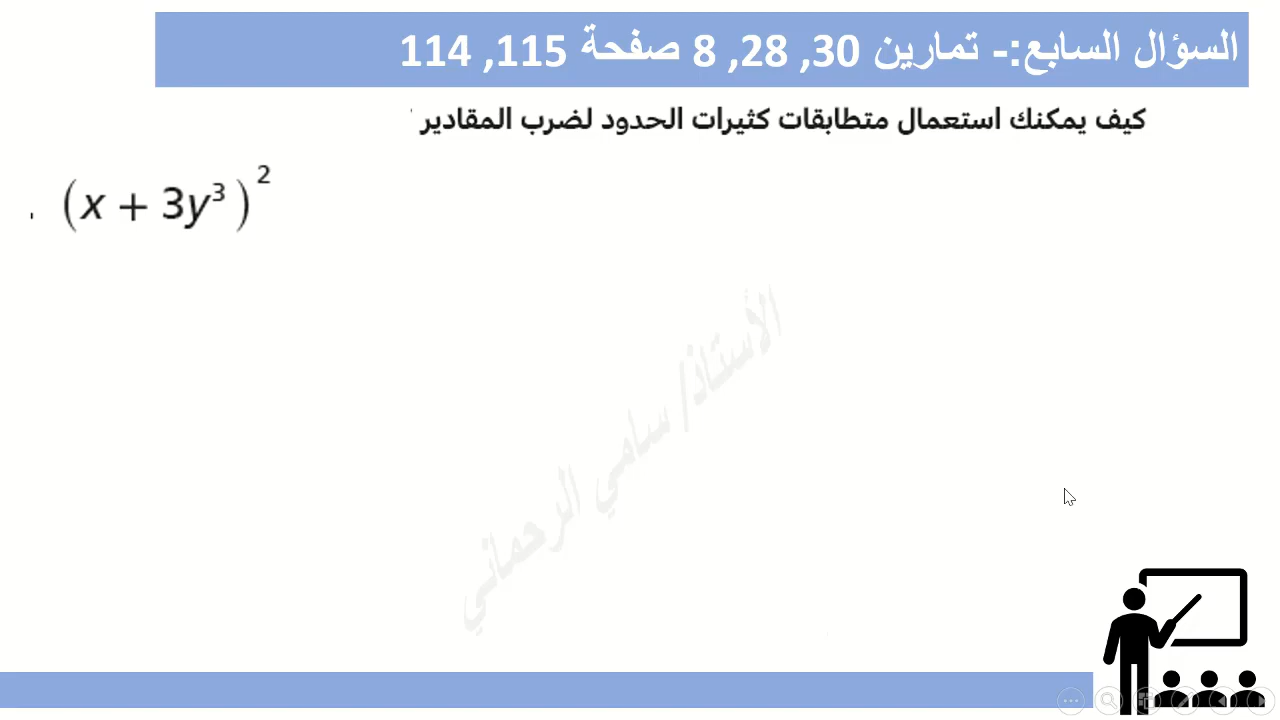 السؤال السابع:- تمارين 30, 28, 8 صفحة 115, 114
كيف يمكنك استعمال متطابقات كثيرات الحدود لضرب المقادير
(x + 3y³)²
الأستاذ/ سامي الرحماني